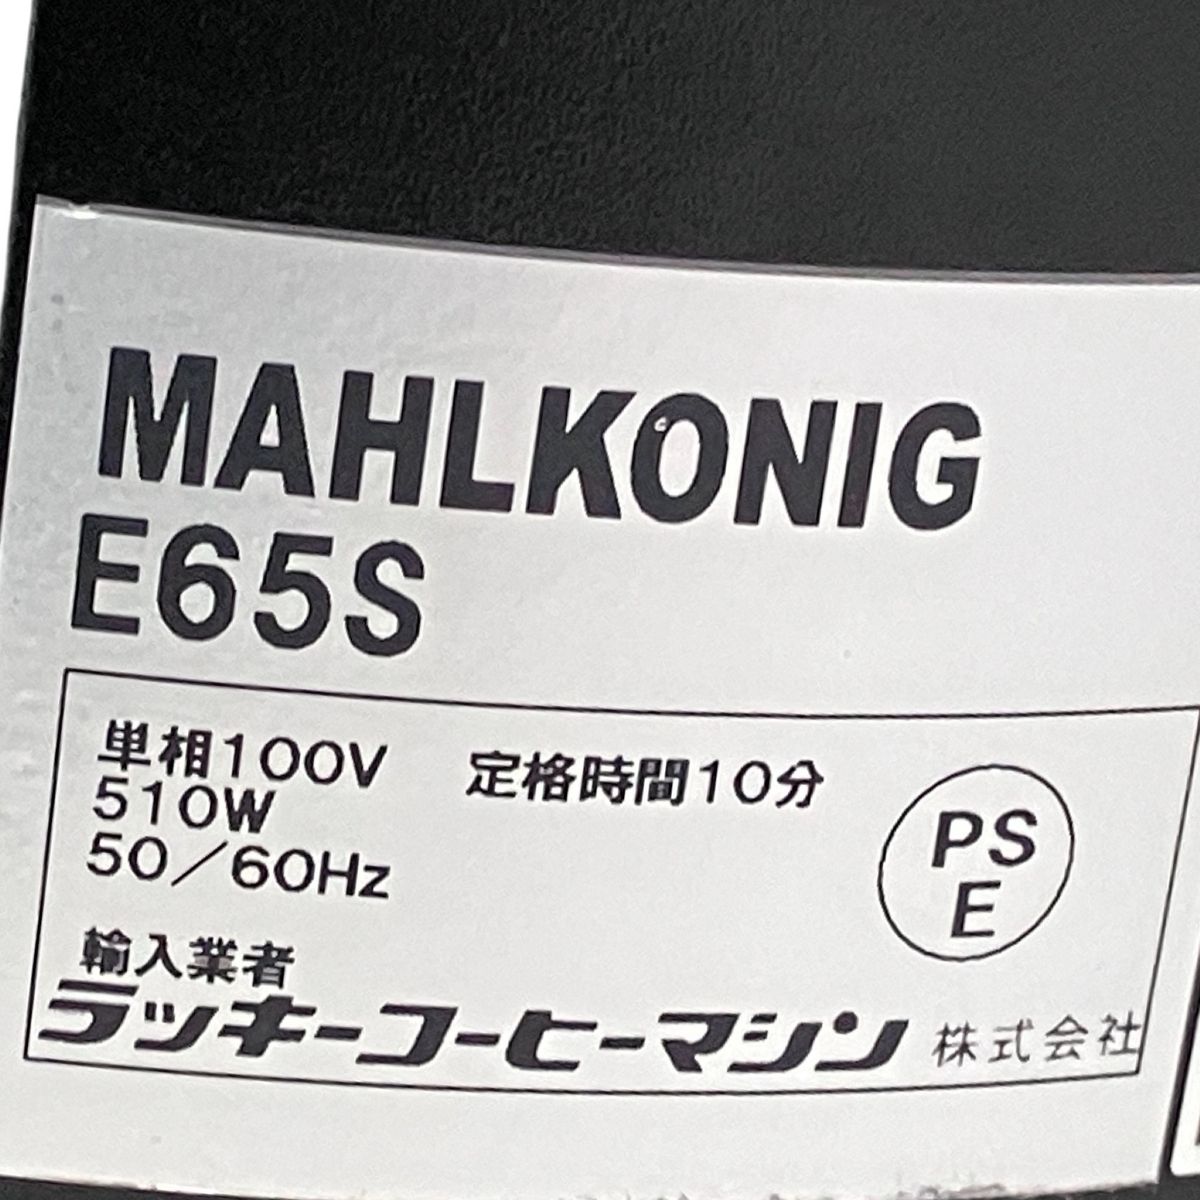 MAHLKONIG
E65S
単相100V 定格時間10分
510W
50／60Hz
PS
E
輸入業者
ラッキーコーヒーマシン 株式会社